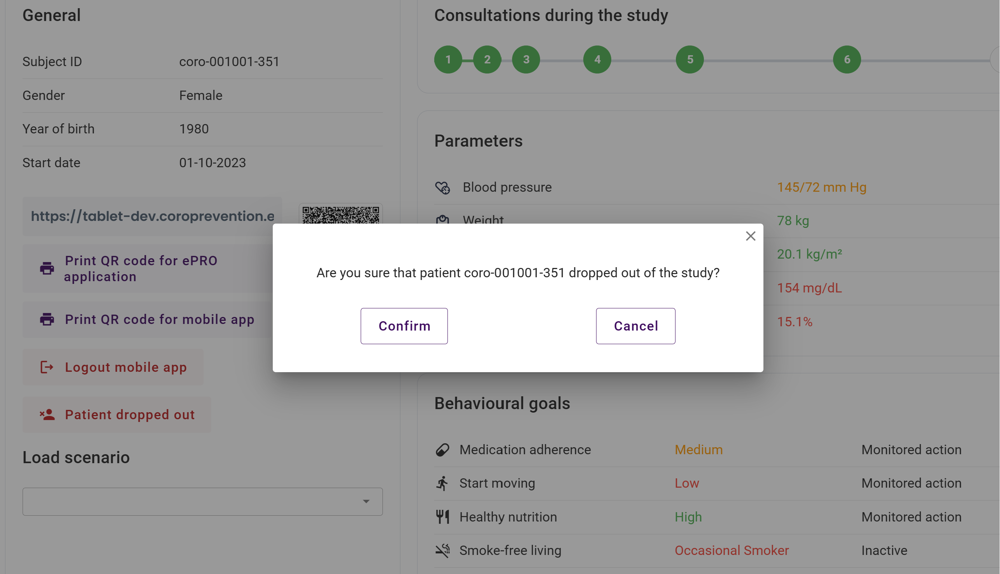 General
Subject ID coro-001001-351
Gender Female
Year of birth 1980
Start date 01-10-2023
https://tablet-dev.coroprevention.e
Print QR code for ePRO
application
Print QR code for mobile app
Logout mobile app
Patient dropped out
Load scenario
Consultations during the study
1 2 3 4 5 6
Parameters
Blood pressure 145/72 mm Hg
Weight 78 kg
20.1 kg/m²
154 mg/dL
15.1%
Are you sure that patient coro-001001-351 dropped out of the study?
Confirm Cancel
Behavioural goals
Medication adherence Medium Monitored action
Start moving Low Monitored action
Healthy nutrition High Monitored action
Smoke-free living Occasional Smoker Inactive